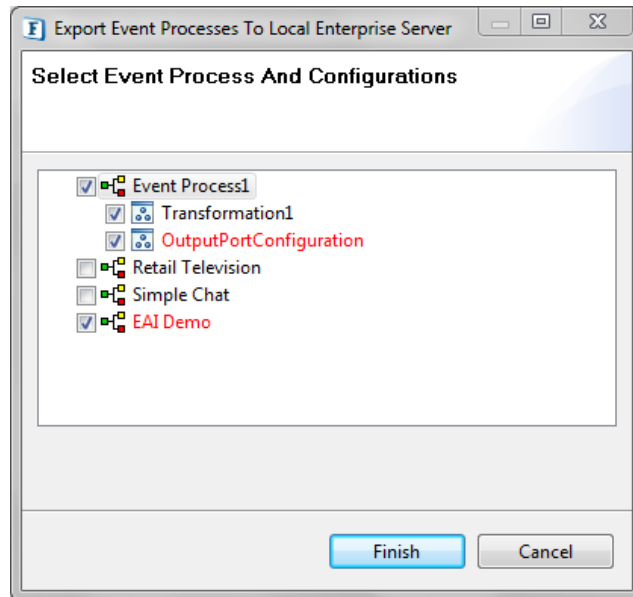 Export Event Processes To Local Enterprise Server
Select Event Process And Configurations
Event Process1
Transformation1
OutputPortConfiguration
Retail Television
Simple Chat
EAI Demo
Finish Cancel